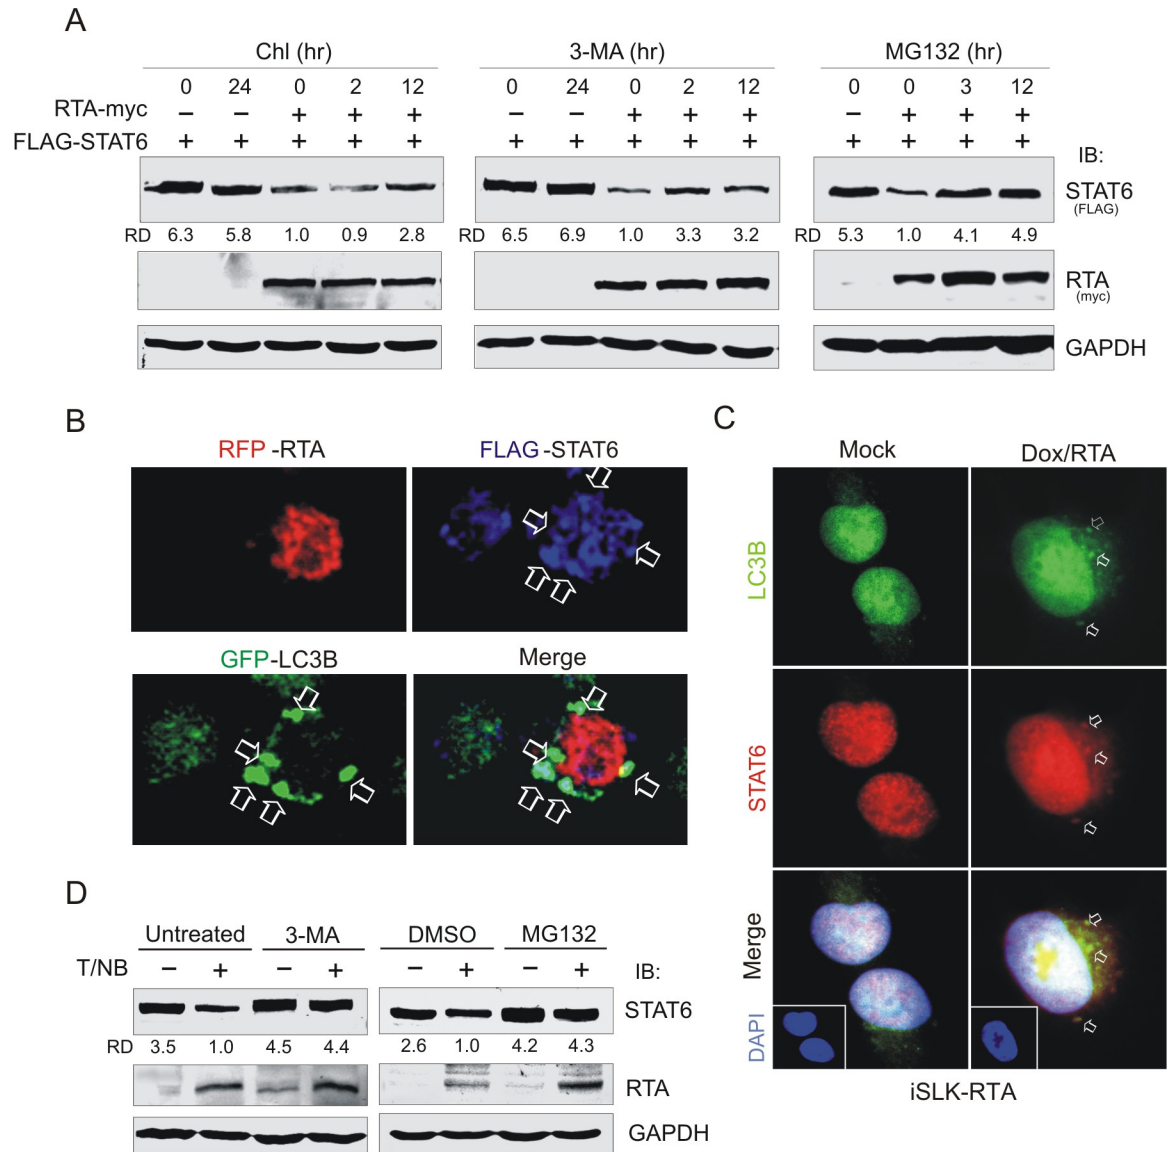 A
Chl (hr) 3-MA (hr) MG132 (hr)
0 24 0 2 12 0 24 0 2 12 0 0 3 12
RTA-myc − − + + + − − + + + − + + +
FLAG-STAT6 + + + + + + + + + + + + + +
IB:
STAT6
(FLAG)
RD 6.3 5.8 1.0 0.9 2.8 RD 6.5 6.9 1.0 3.3 3.2 RD 5.3 1.0 4.1 4.9
RTA
(myc)
GAPDH
B
RFP-RTA FLAG-STAT6
GFP-LC3B Merge
C
Mock Dox/RTA
LC3B
STAT6
Merge
DAPI
iSLK-RTA
D
Untreated 3-MA DMSO MG132
T/NB − + − + − + − + IB:
STAT6
RD 3.5 1.0 4.5 4.4 2.6 1.0 4.2 4.3
RTA
GAPDH